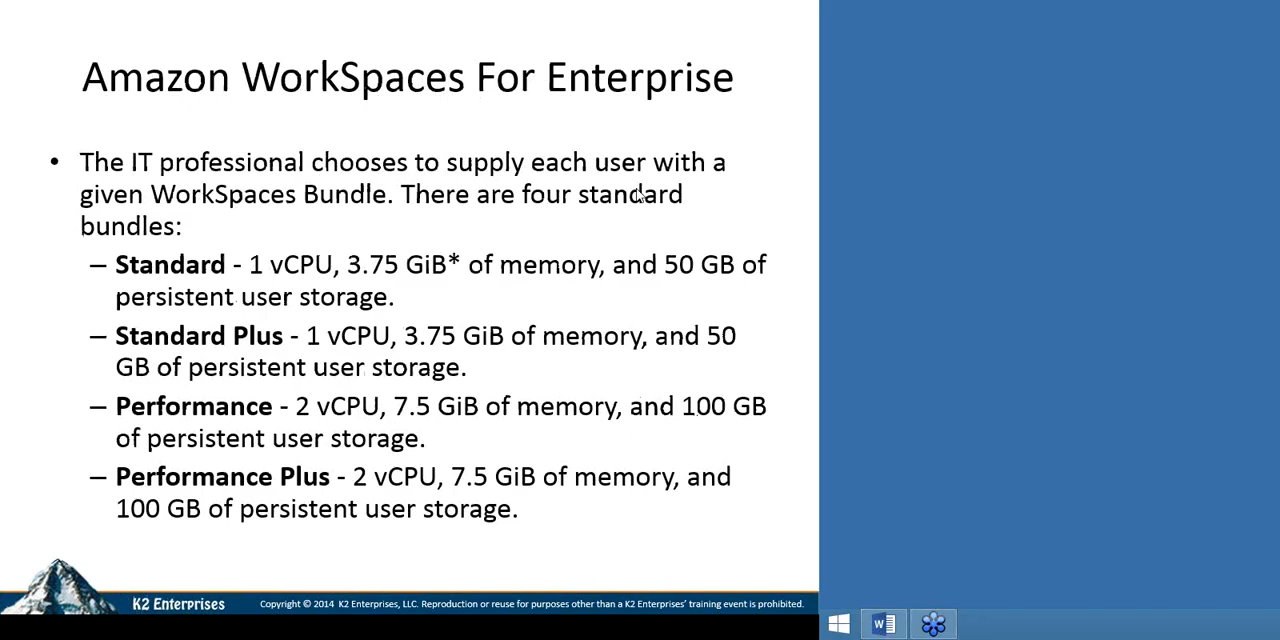 Amazon WorkSpaces For Enterprise
• The IT professional chooses to supply each user with a
given WorkSpaces Bundle. There are four standard
bundles:
– Standard - 1 vCPU, 3.75 GiB* of memory, and 50 GB of
persistent user storage.
– Standard Plus - 1 vCPU, 3.75 GiB of memory, and 50
GB of persistent user storage.
– Performance - 2 vCPU, 7.5 GiB of memory, and 100 GB
of persistent user storage.
– Performance Plus - 2 vCPU, 7.5 GiB of memory, and
100 GB of persistent user storage.
K2 Enterprises
Copyright © 2014 K2 Enterprises, LLC. Reproduction or reuse for purposes other than a K2 Enterprises' training event is prohibited.
W